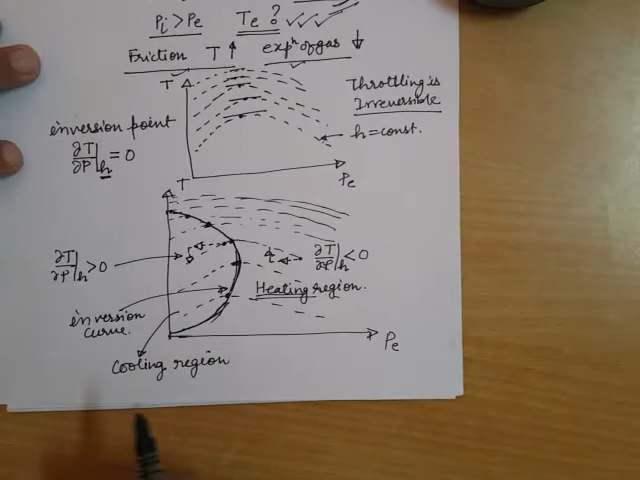 Pi > Pe Te ?
Friction T ↑ expⁿ of gas ↓
T
Throttling is
Irreversible
inversion point
∂T/∂P|h = 0
h = const.
Pe
T
∂T/∂P|h > 0
∂T/∂P|h < 0
Heating region.
inversion
curve.
Pe
Cooling region